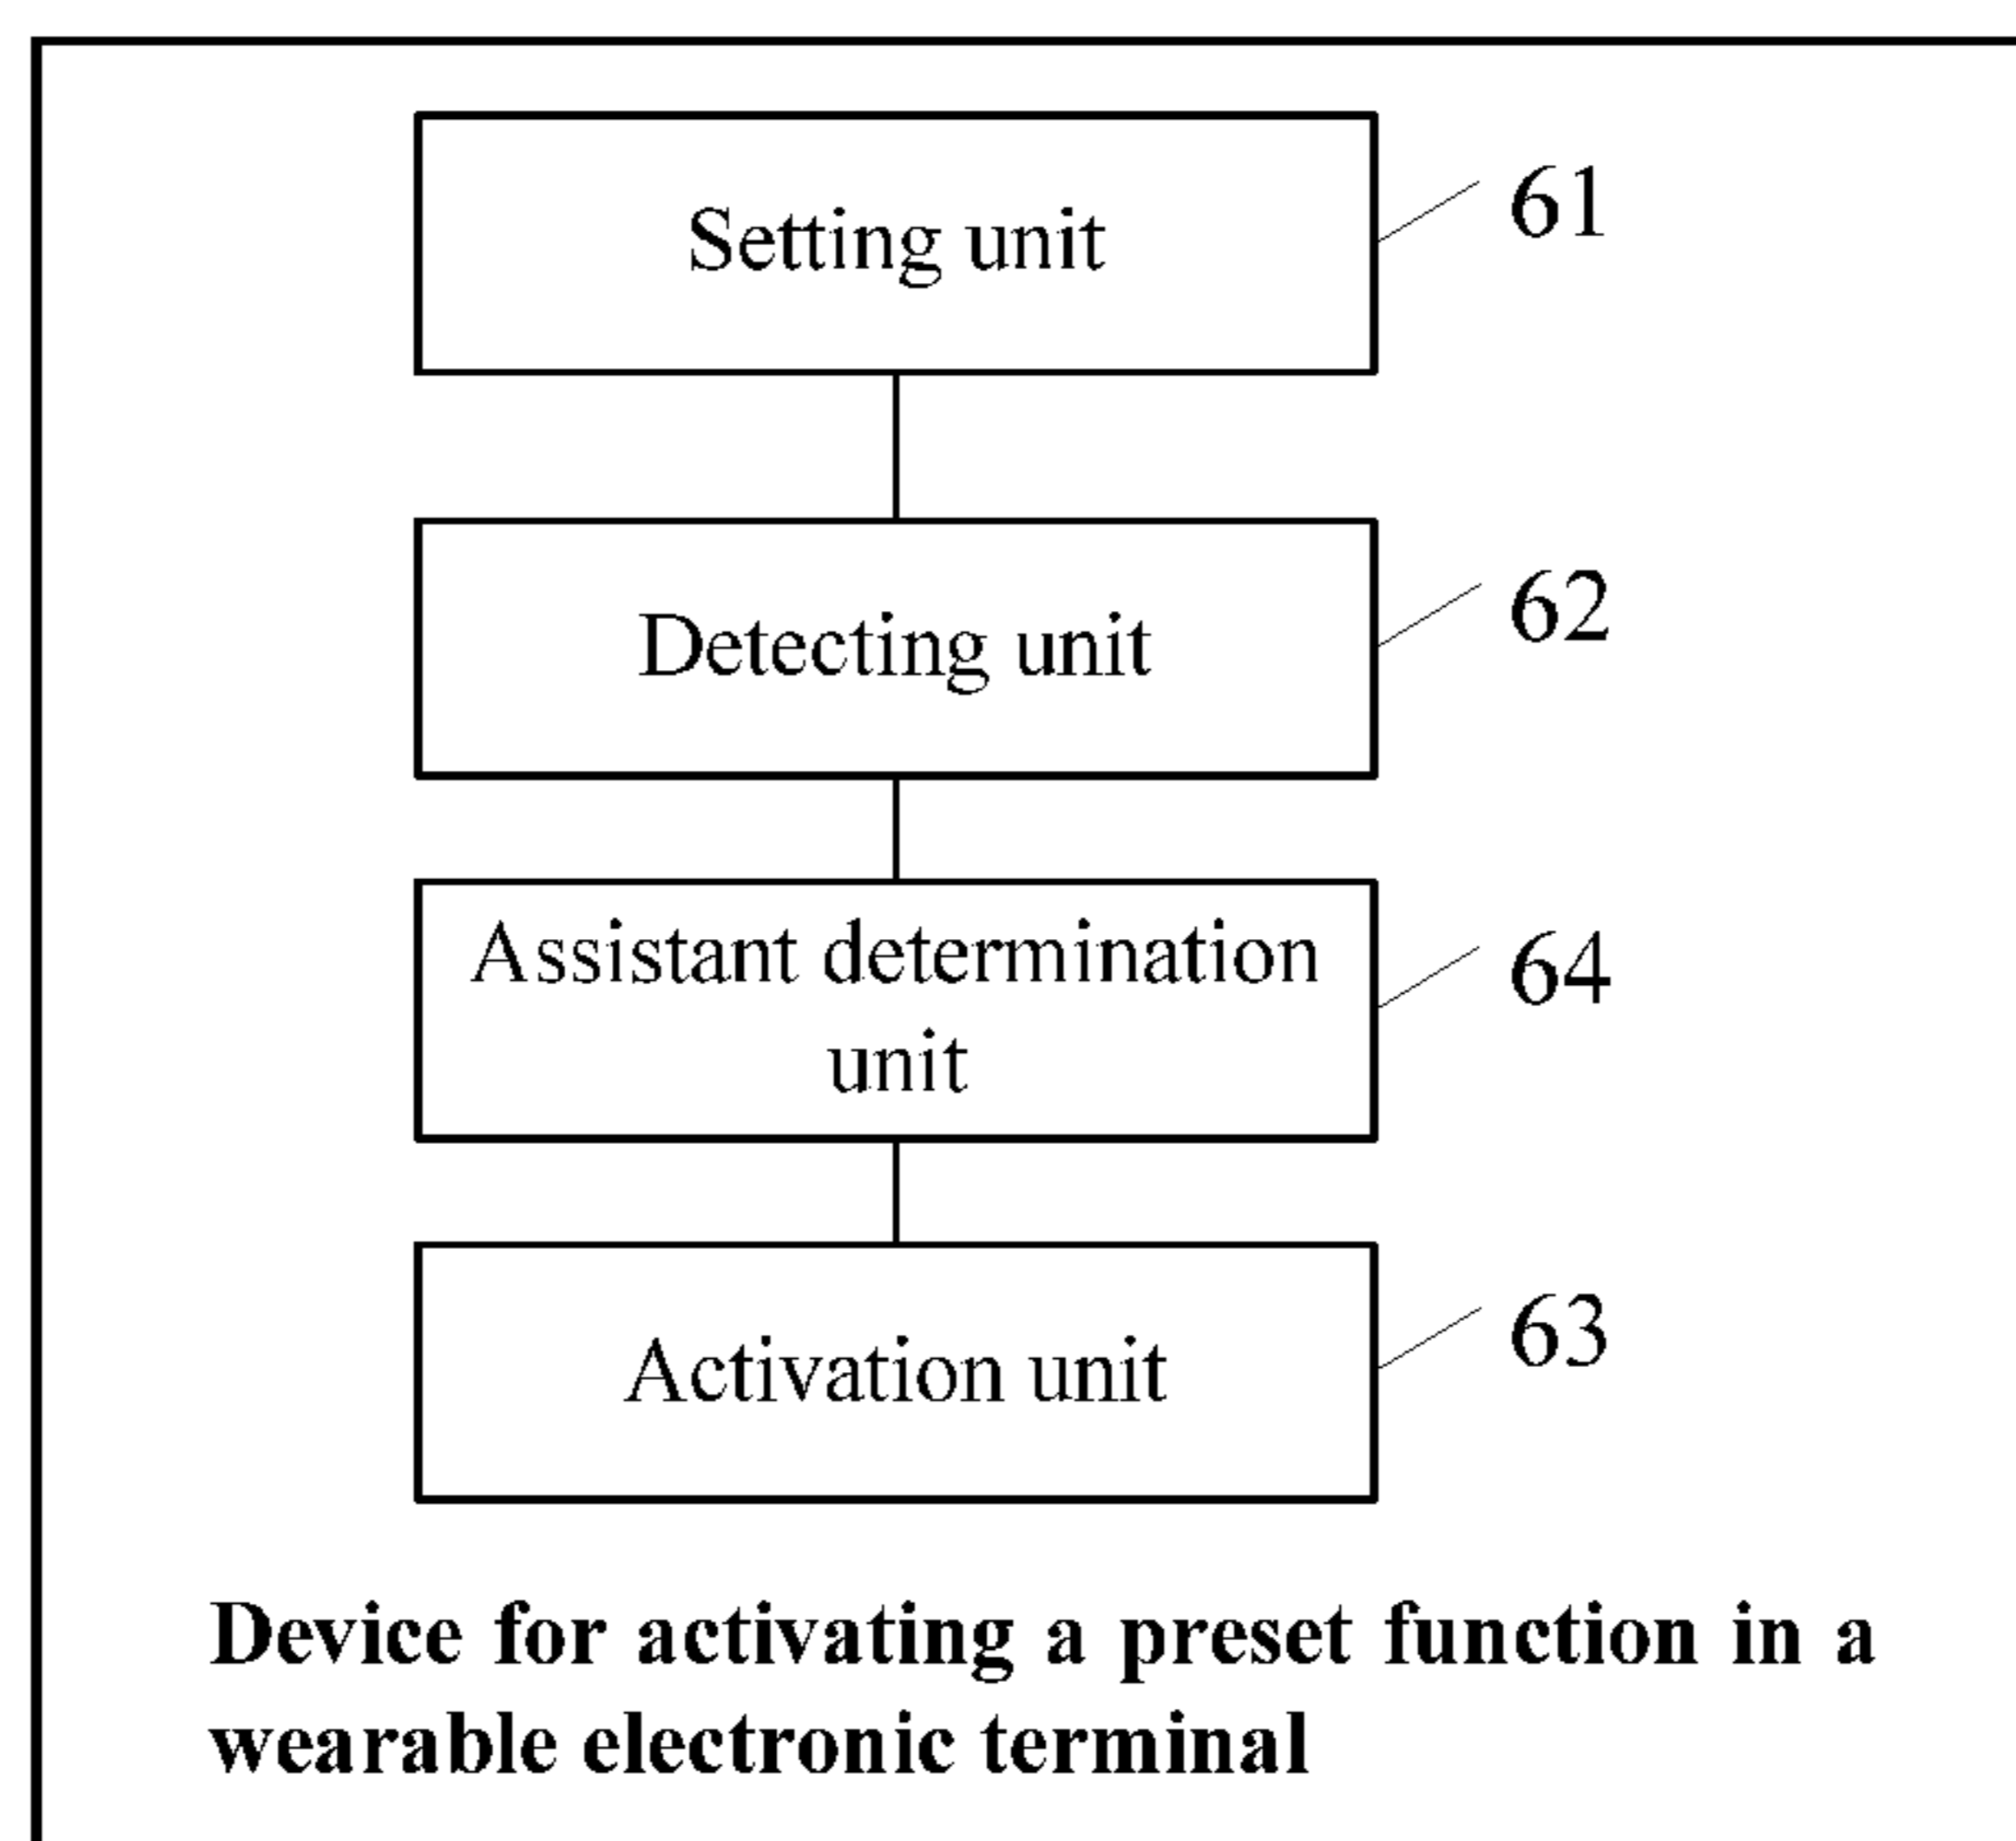 Setting unit
61
Detecting unit
62
Assistant determination
unit
64
Activation unit
63
Device for activating a preset function in a
wearable electronic terminal